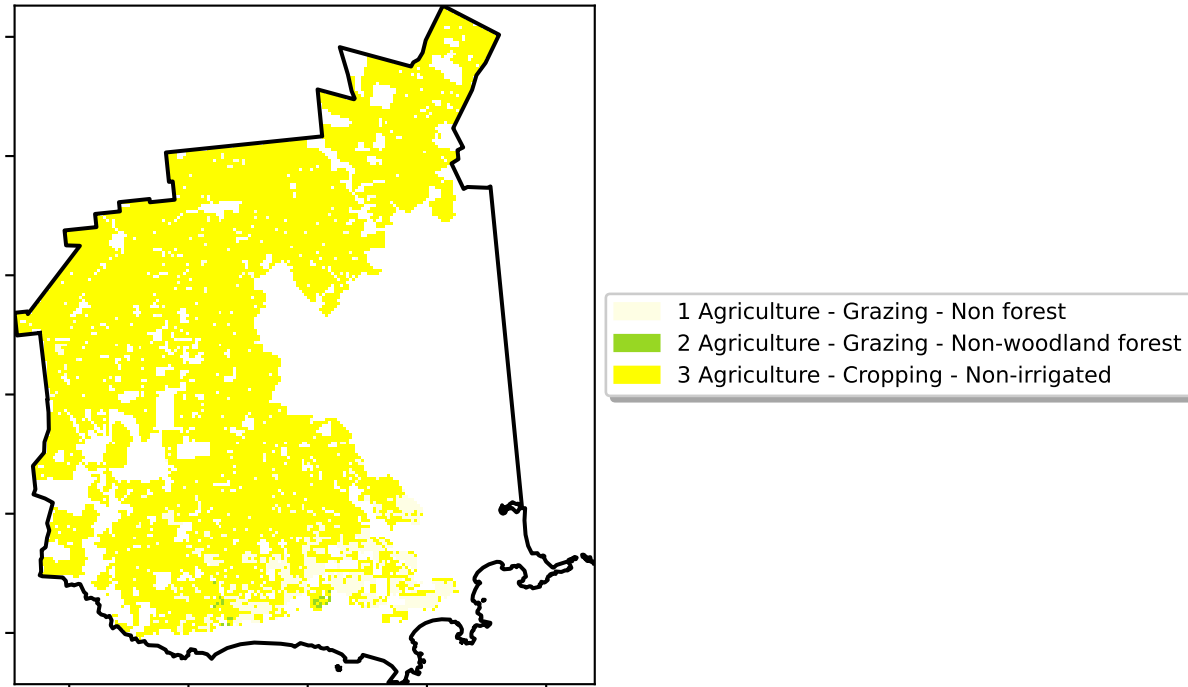 1 Agriculture - Grazing - Non forest
2 Agriculture - Grazing - Non-woodland forest
3 Agriculture - Cropping - Non-irrigated